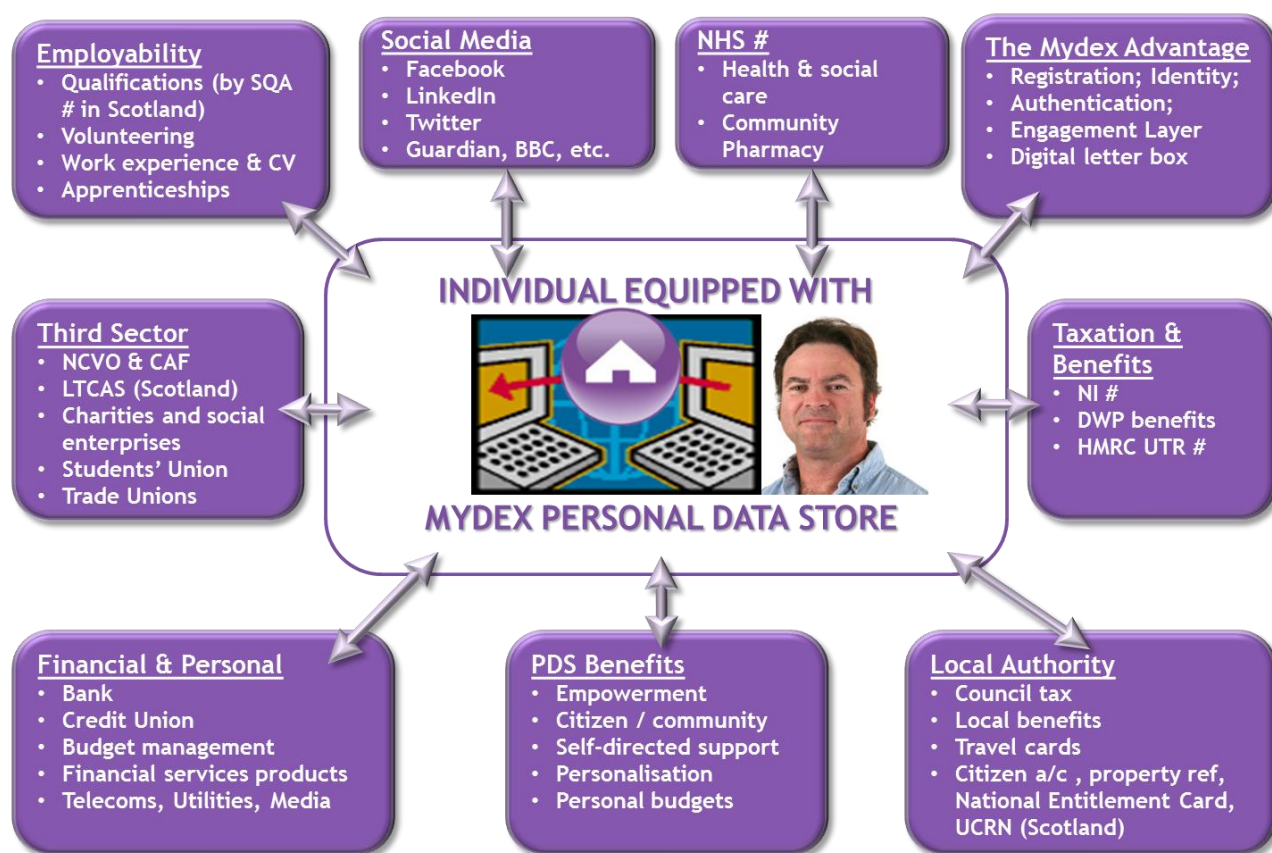 Employability
• Qualifications (by SQA
# in Scotland)
• Volunteering
• Work experience & CV
• Apprenticeships
Social Media
• Facebook
• LinkedIn
• Twitter
• Guardian, BBC, etc.
NHS #
• Health & social
care
• Community
Pharmacy
The Mydex Advantage
• Registration; Identity;
• Authentication;
• Engagement Layer
• Digital letter box
Third Sector
• NCVO & CAF
• LTCAS (Scotland)
• Charities and social
enterprises
• Students’ Union
• Trade Unions
INDIVIDUAL EQUIPPED WITH
MYDEX PERSONAL DATA STORE
Taxation &
Benefits
• NI #
• DWP benefits
• HMRC UTR #
Financial & Personal
• Bank
• Credit Union
• Budget management
• Financial services products
• Telecoms, Utilities, Media
PDS Benefits
• Empowerment
• Citizen / community
• Self-directed support
• Personalisation
• Personal budgets
Local Authority
• Council tax
• Local benefits
• Travel cards
• Citizen a/c , property ref,
National Entitlement Card,
UCRN (Scotland)